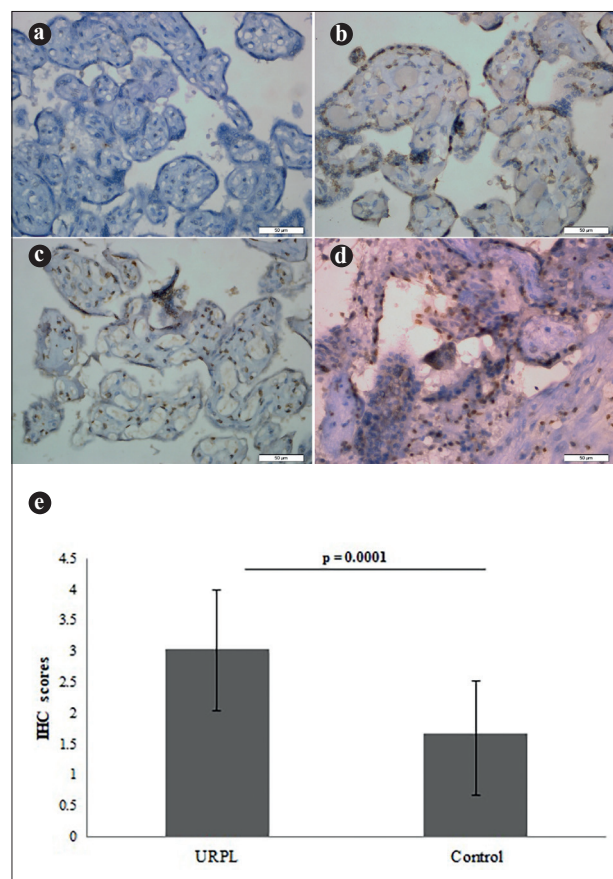 a
b
50 μm
50 μm
c
d
50 μm
50 μm
e
p = 0.0001
4.5
4
3.5
3
2.5
2
1.5
1
0.5
0
IHC scores
URPL
Control